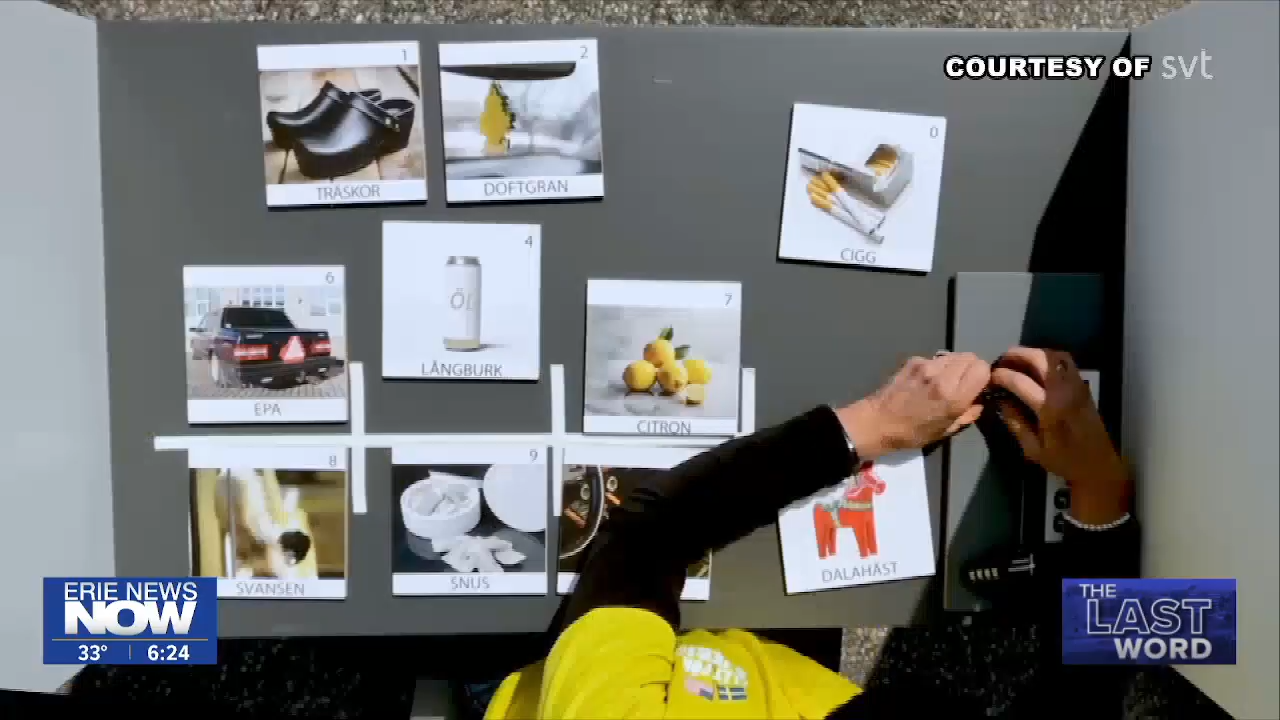 COURTESY OF svt
1
TRÄSKOR
2
DOFTGRAN
0
CIGG
6
EPA
4
ÖL
LÅNGBURK
7
CITRON
8
SVANSEN
9
SNUS
DALAHÄST
ERIE NEWS
NOW
33° | 6:24
THE
LAST
WORD